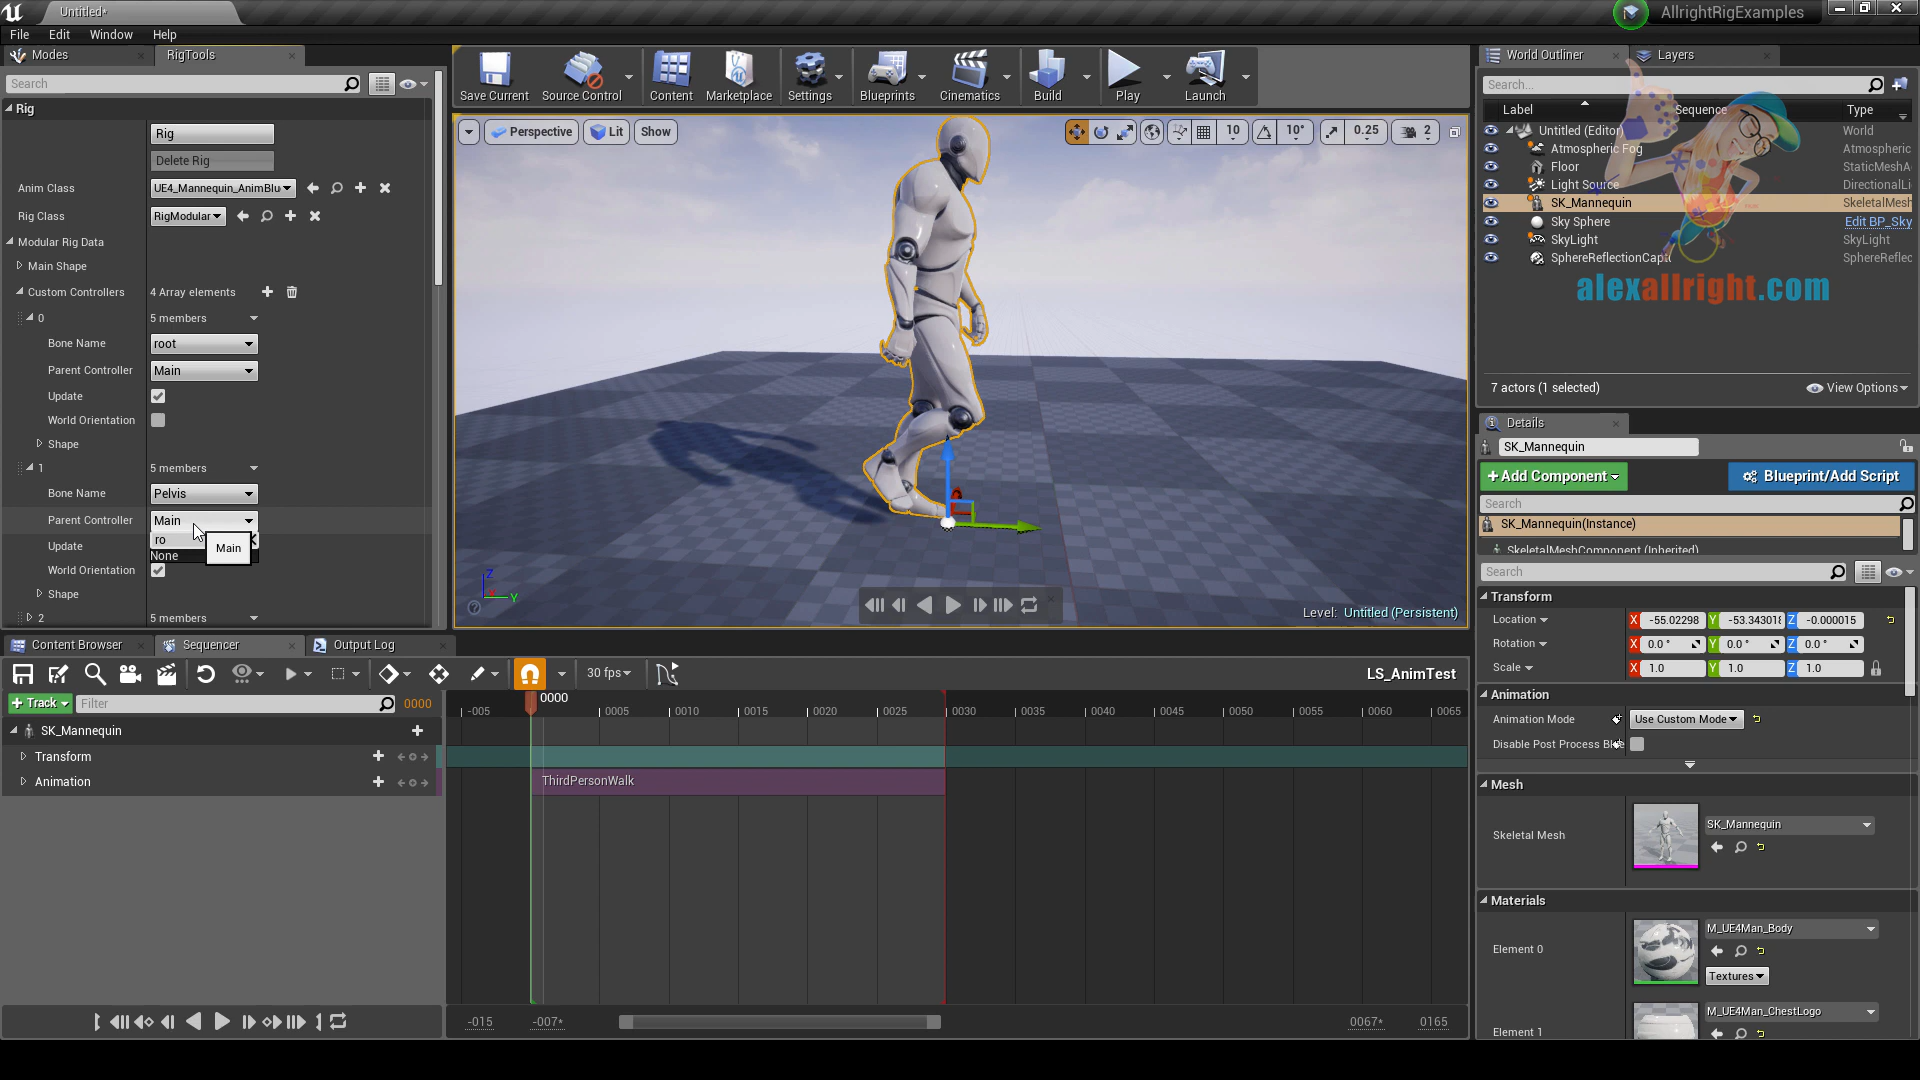 Untitled*
AllrightRigExamples
File Edit Window Help
Modes
RigTools
Search
Rig
Rig
Delete Rig
Anim Class
UE4_Mannequin_AnimBlu
Rig Class
RigModular
Modular Rig Data
Main Shape
Custom Controllers
4 Array elements
0
5 members
Bone Name
root
Parent Controller
Main
Update
World Orientation
Shape
1
5 members
Bone Name
Pelvis
Parent Controller
Main
ro
Update
None
Main
World Orientation
Shape
2
5 members
Save Current
Source Control
Content
Marketplace
Settings
Blueprints
Cinematics
Build
Play
Launch
Perspective
Lit
Show
10
10°
0.25
2
Z
Y
Level: Untitled (Persistent)
World Outliner
Layers
Search...
Label
Sequence
Type
Untitled (Editor)
World
Atmospheric Fog
Atmospheric
Floor
StaticMeshA
Light Source
DirectionalLi
SK_Mannequin
SkeletalMesh
Sky Sphere
Edit BP_Sky
SkyLight
SkyLight
SphereReflectionCapt
SphereReflec
alexallright.com
7 actors (1 selected)
View Options
Details
SK_Mannequin
+Add Component
Blueprint/Add Script
Search
SK_Mannequin(Instance)
SkeletalMeshComponent (Inherited)
Search
Transform
Location
X -55.02298 Y -53.343018 Z -0.000015
Rotation
X 0.0 ° Y 0.0 ° Z 0.0 °
Scale
X 1.0 Y 1.0 Z 1.0
Animation
Animation Mode
Use Custom Mode
Disable Post Process
Mesh
Skeletal Mesh
SK_Mannequin
Materials
Element 0
M_UE4Man_Body
Textures
Element 1
M_UE4Man_ChestLogo
Content Browser
Sequencer
Output Log
30 fps
LS_AnimTest
+ Track
Filter
0000
0000
-005 0005 0010 0015 0020 0025 0030 0035 0040 0045 0050 0055 0060 0065
SK_Mannequin
Transform
Animation
ThirdPersonWalk
-015
-007*
0067*
0165